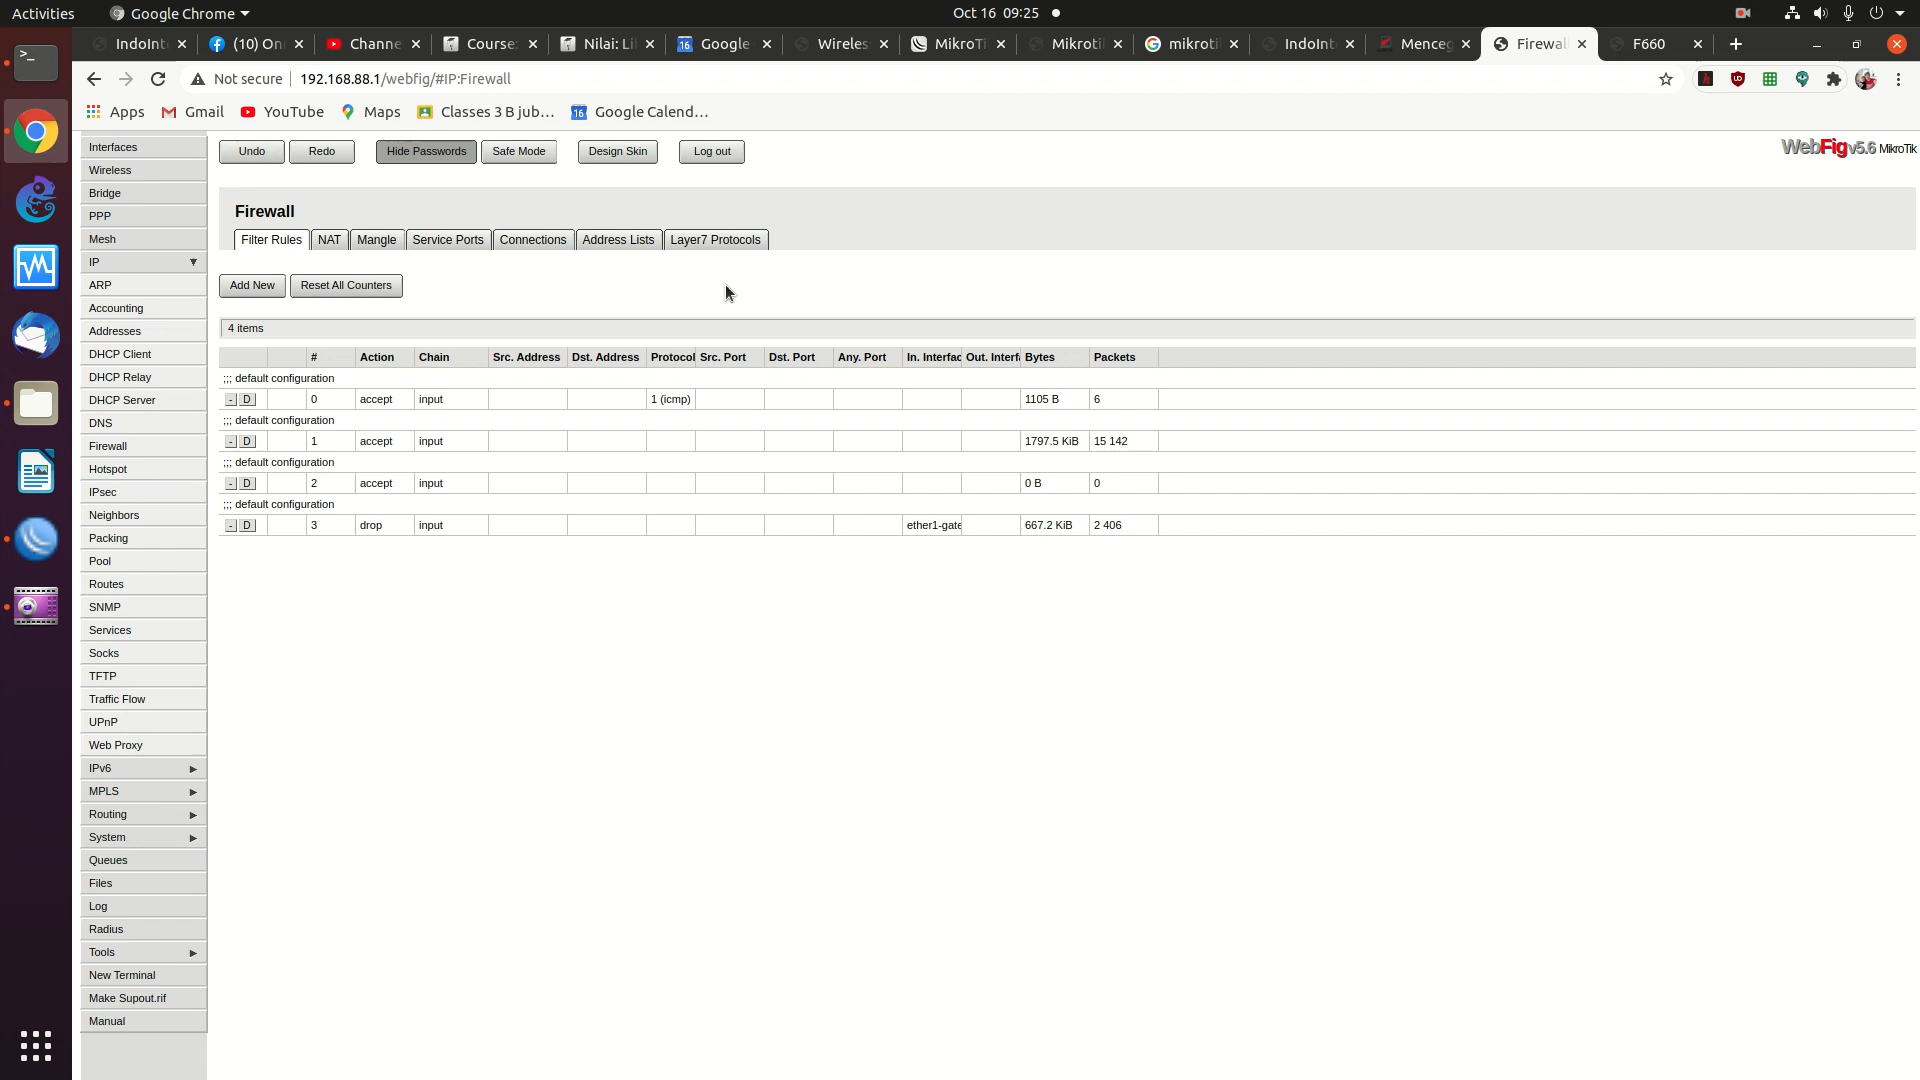 Activities Google Chrome Oct 16 09:25
IndoInt (10) On Channe Course: Nilai: Li Google Wireles MikroTi Mikroti mikroti IndoInt Menceg Firewal F660
Not secure 192.168.88.1/webfig/#IP:Firewall
Apps Gmail YouTube Maps Classes 3 B jub... Google Calend...
Undo Redo Hide Passwords Safe Mode Design Skin Log out WebFig v5.6 MikroTik
Firewall
Filter Rules NAT Mangle Service Ports Connections Address Lists Layer7 Protocols
Add New Reset All Counters
4 items
# Action Chain Src. Address Dst. Address Protocol Src. Port Dst. Port Any. Port In. Interfac Out. Interfa Bytes Packets
;;; default configuration
- D 0 accept input 1 (icmp) 1105 B 6
;;; default configuration
- D 1 accept input 1797.5 KiB 15 142
;;; default configuration
- D 2 accept input 0 B 0
;;; default configuration
- D 3 drop input ether1-gate 667.2 KiB 2 406
Interfaces
Wireless
Bridge
PPP
Mesh
IP
ARP
Accounting
Addresses
DHCP Client
DHCP Relay
DHCP Server
DNS
Firewall
Hotspot
IPsec
Neighbors
Packing
Pool
Routes
SNMP
Services
Socks
TFTP
Traffic Flow
UPnP
Web Proxy
IPv6
MPLS
Routing
System
Queues
Files
Log
Radius
Tools
New Terminal
Make Supout.rif
Manual